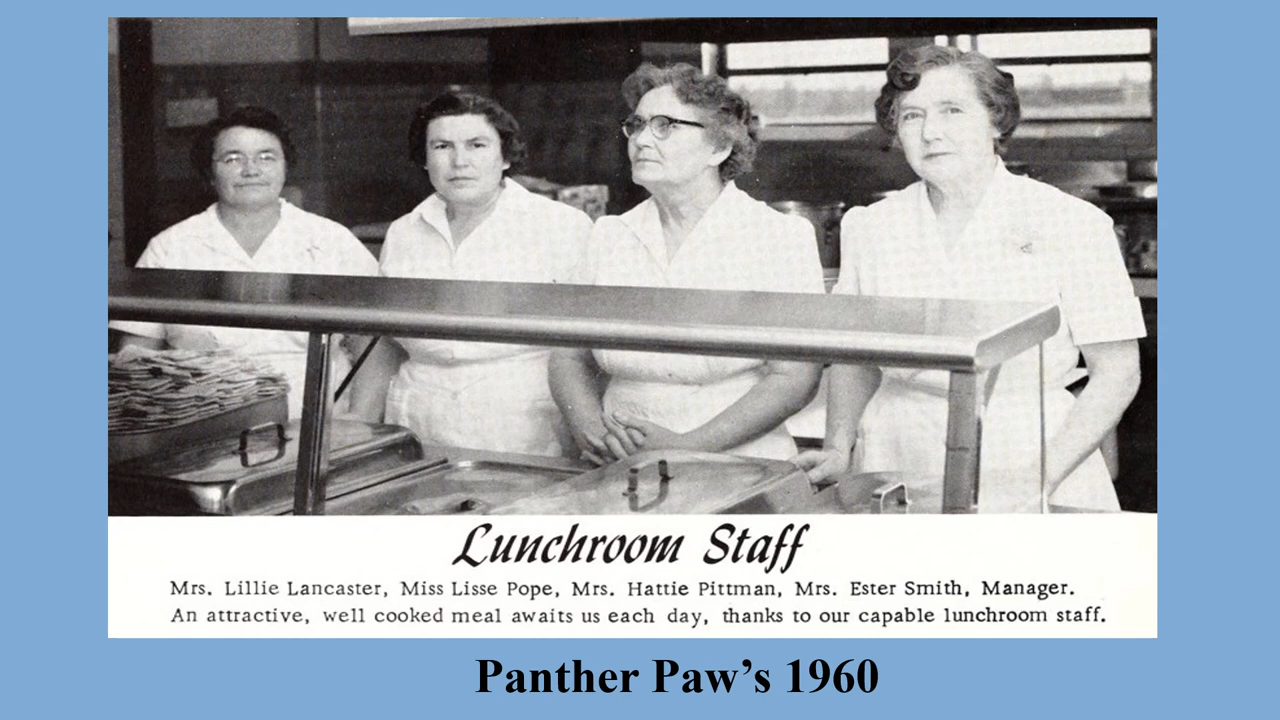 Lunchroom Staff
Mrs. Lillie Lancaster, Miss Lisse Pope, Mrs. Hattie Pittman, Mrs. Ester Smith, Manager.
An attractive, well cooked meal awaits us each day, thanks to our capable lunchroom staff.
Panther Paw’s 1960